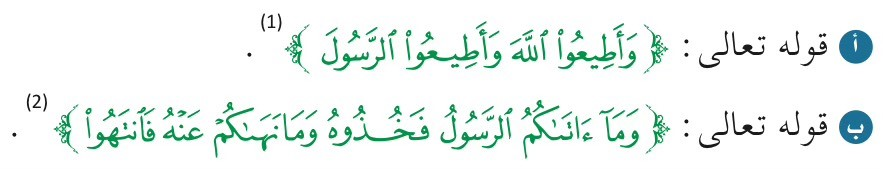 أ قوله تعالى: ﴿وَأَطِيعُواْ ٱللَّهَ وَأَطِيعُواْ ٱلرَّسُولَ﴾ (1).
ب قوله تعالى: ﴿وَمَآ ءَاتَىٰكُمُ ٱلرَّسُولُ فَخُذُوهُ وَمَا نَهَىٰكُمْ عَنْهُ فَٱنتَهُواْ﴾ (2).